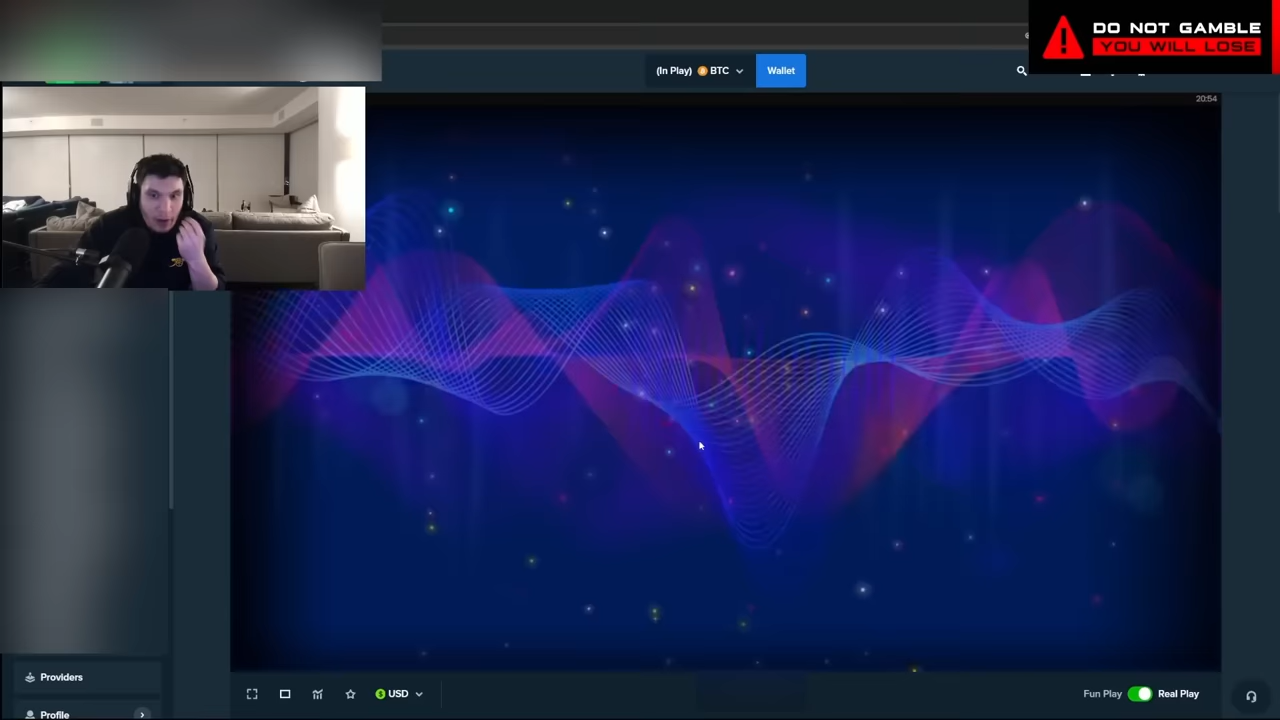 DO NOT GAMBLE
YOU WILL LOSE
(In Play) BTC
Wallet
20:54
Providers
Profile
USD
Fun Play
Real Play